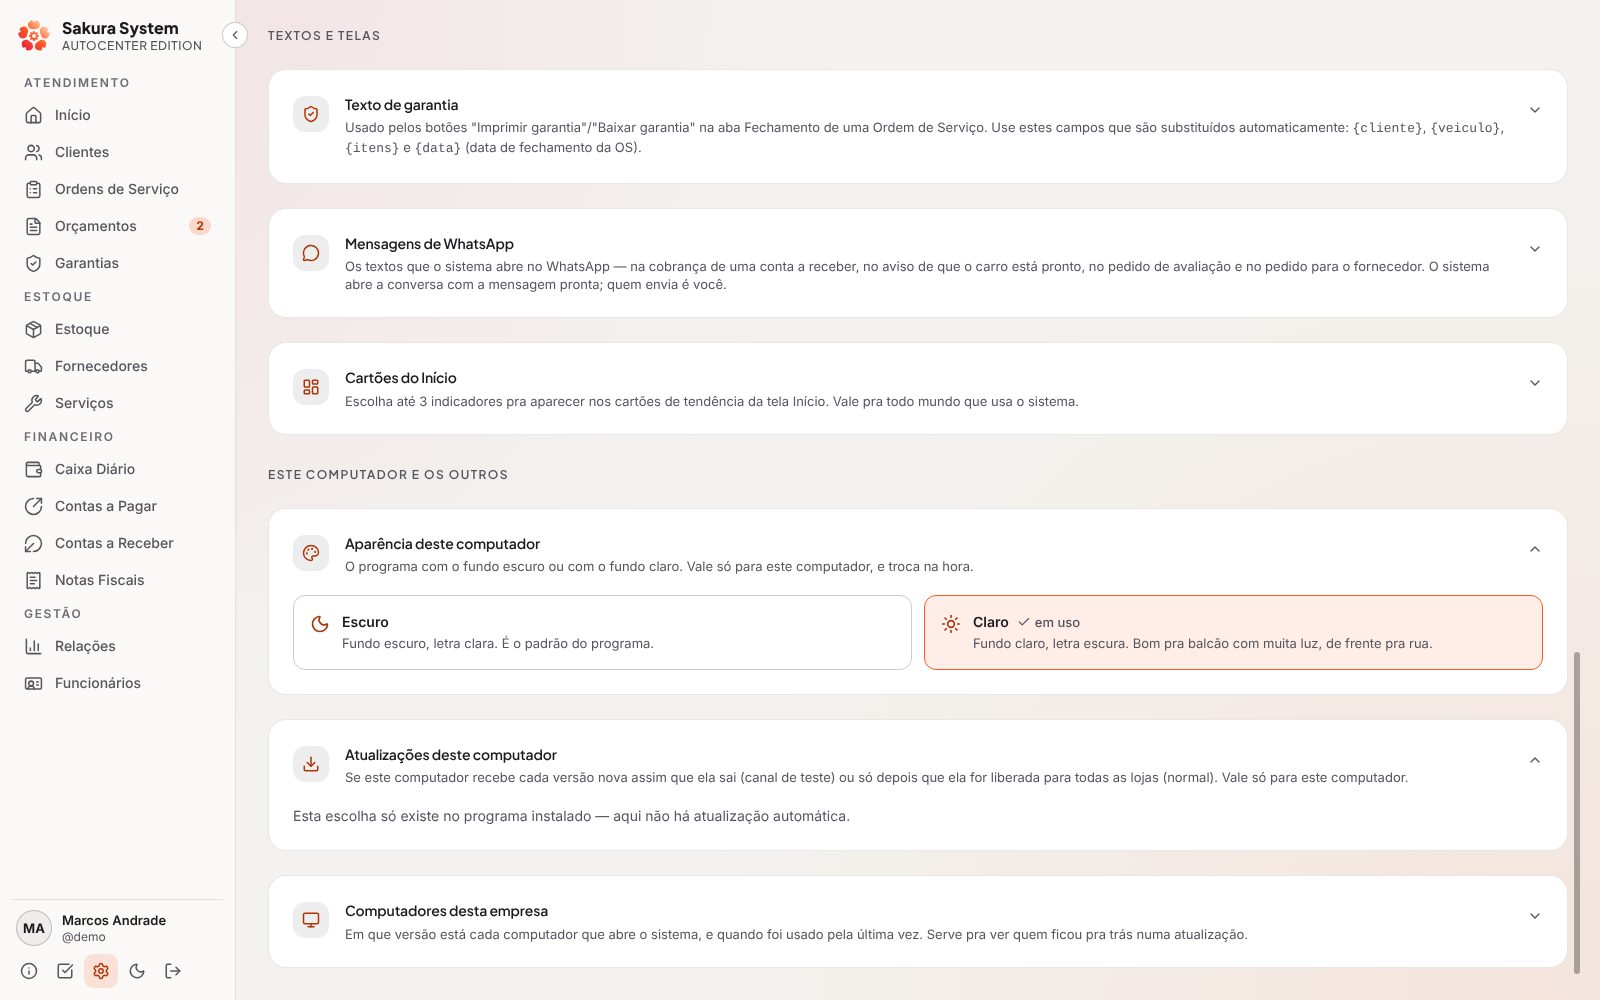 Sakura System
AUTOCENTER EDITION
ATENDIMENTO
Início
Clientes
Ordens de Serviço
Orçamentos 2
Garantias
ESTOQUE
Estoque
Fornecedores
Serviços
FINANCEIRO
Caixa Diário
Contas a Pagar
Contas a Receber
Notas Fiscais
GESTÃO
Relações
Funcionários
MA
Marcos Andrade
@demo
TEXTOS E TELAS
Texto de garantia
Usado pelos botões "Imprimir garantia"/"Baixar garantia" na aba Fechamento de uma Ordem de Serviço. Use estes campos que são substituídos automaticamente: {cliente}, {veiculo},
{itens} e {data} (data de fechamento da OS).
Mensagens de WhatsApp
Os textos que o sistema abre no WhatsApp — na cobrança de uma conta a receber, no aviso de que o carro está pronto, no pedido de avaliação e no pedido para o fornecedor. O sistema
abre a conversa com a mensagem pronta; quem envia é você.
Cartões do Início
Escolha até 3 indicadores pra aparecer nos cartões de tendência da tela Início. Vale pra todo mundo que usa o sistema.
ESTE COMPUTADOR E OS OUTROS
Aparência deste computador
O programa com o fundo escuro ou com o fundo claro. Vale só para este computador, e troca na hora.
Escuro
Fundo escuro, letra clara. É o padrão do programa.
Claro ✓ em uso
Fundo claro, letra escura. Bom pra balcão com muita luz, de frente pra rua.
Atualizações deste computador
Se este computador recebe cada versão nova assim que ela sai (canal de teste) ou só depois que ela for liberada para todas as lojas (normal). Vale só para este computador.
Esta escolha só existe no programa instalado — aqui não há atualização automática.
Computadores desta empresa
Em que versão está cada computador que abre o sistema, e quando foi usado pela última vez. Serve pra ver quem ficou pra trás numa atualização.